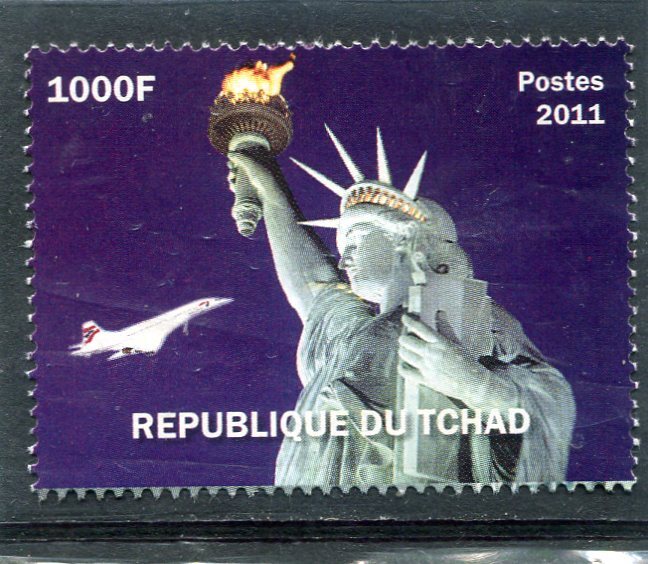 1000F
Postes
2011
REPUBLIQUE DU TCHAD